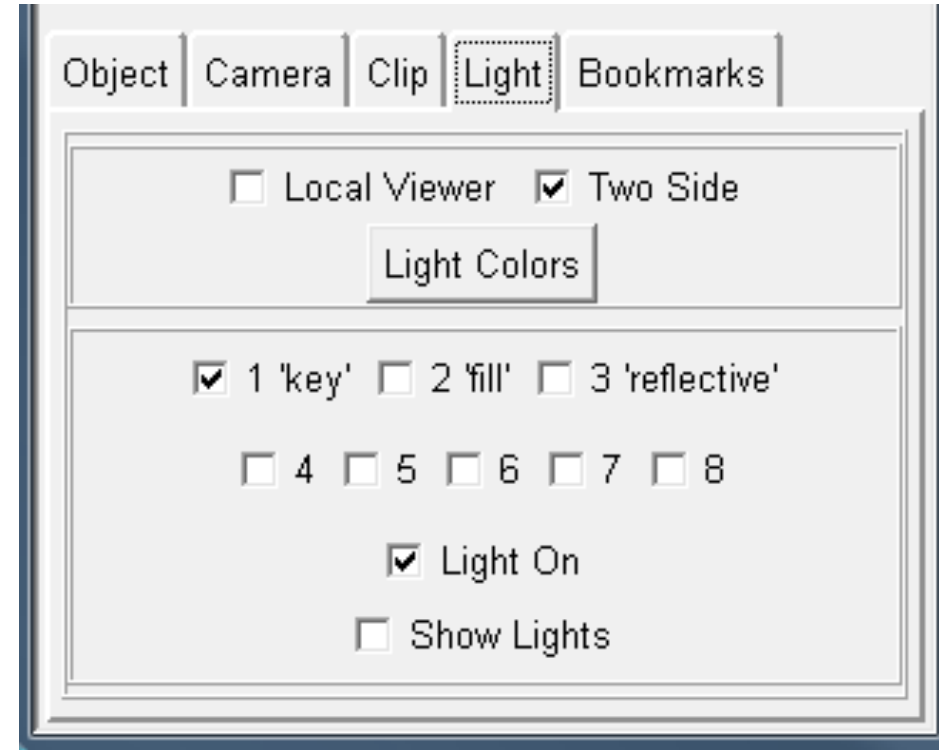 Object Camera Clip Light Bookmarks
Local Viewer Two Side
Light Colors
1 'key' 2 'fill' 3 'reflective'
4 5 6 7 8
Light On
Show Lights